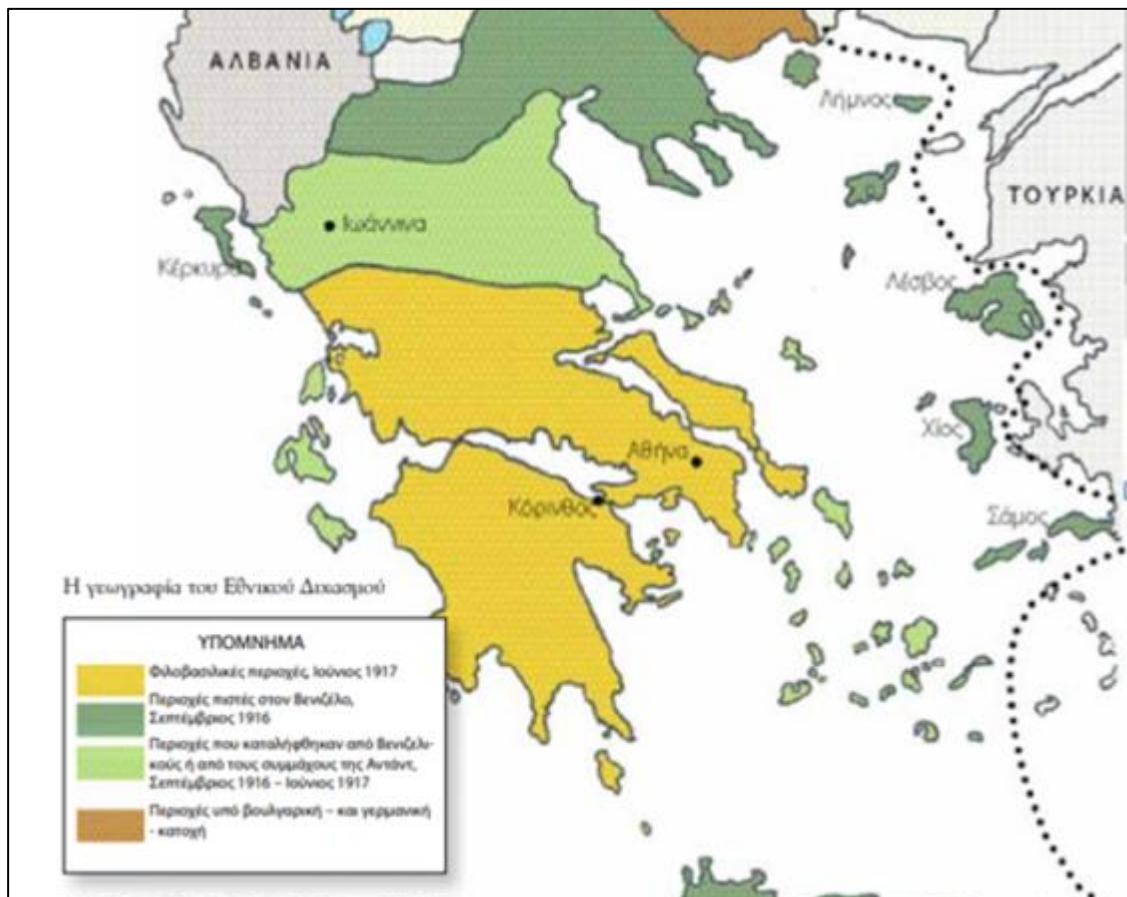 ΑΛΒΑΝΙΑ
Λήμνος
ΤΟΥΡΚΙΑ
Ιωάννινα
Κέρκυρα
Λέσβος
Χίος
Αθήνα
Κόρινθος
Σάμος
Η γεωγραφία του Εθνικού Διχασμού
ΥΠΟΜΝΗΜΑ
Φιλοβασιλικές περιοχές, Ιούνιος 1917
Περιοχές πιστές στον Βενιζέλο,
Σεπτέμβριος 1916
Περιοχές που καταλήφθηκαν από Βενιζελι-
κούς ή από τους συμμάχους της Αντάντ,
Σεπτέμβριος 1916 – Ιούνιος 1917
Περιοχές υπό βουλγαρική – και γερμανική
- κατοχή